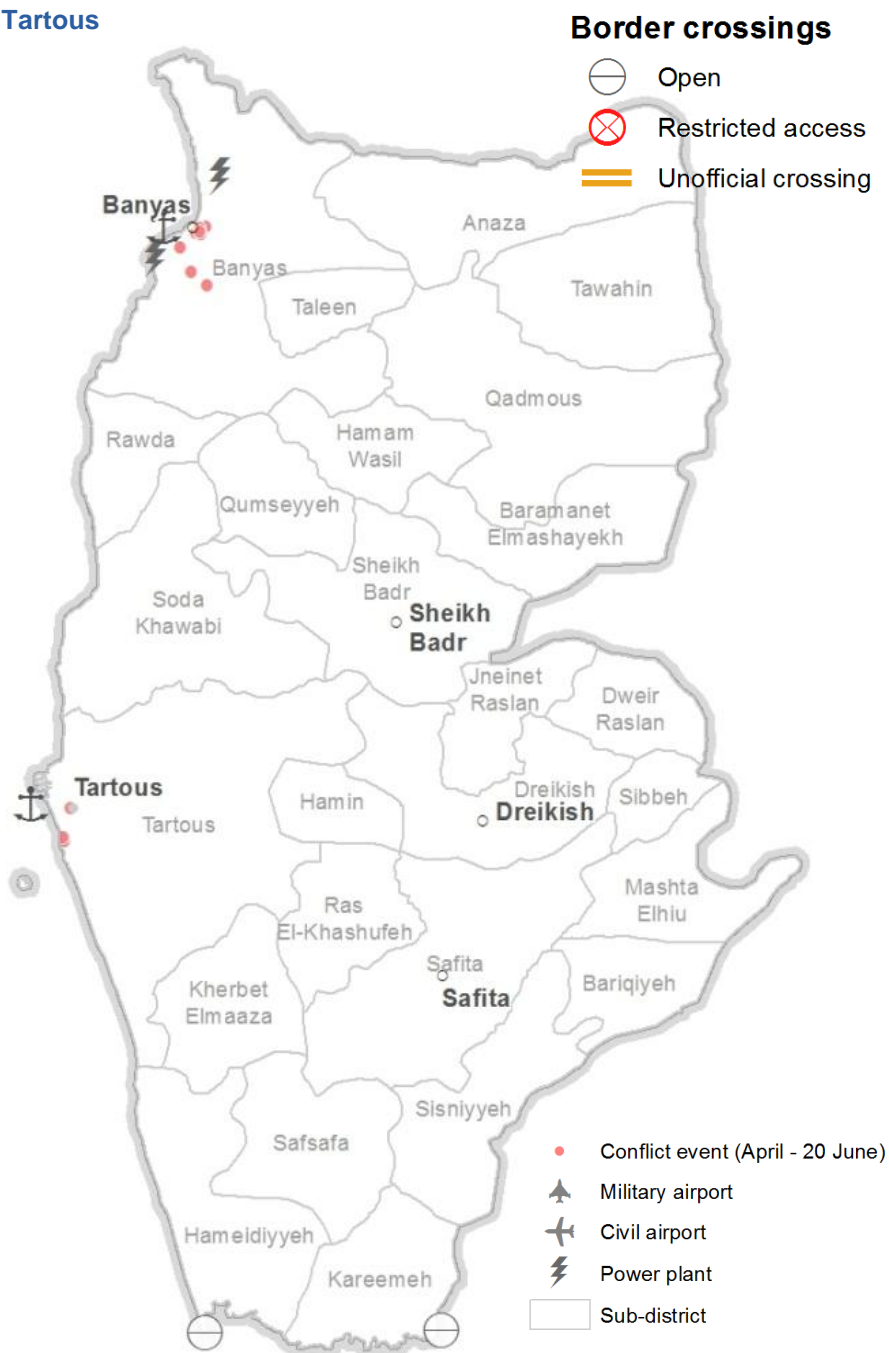 Tartous
Border crossings
Open
Restricted access
Unofficial crossing
Banyas
Anaza
Banyas
Tawahin
Taleen
Qadmous
Rawda
Hamam
Wasil
Qumseyyeh
Baramanet
Elmashayekh
Sheikh
Badr
Soda
Khawabi
Sheikh
Badr
Jneinet
Raslan
Dweir
Raslan
Tartous
Tartous
Hamin
Dreikish
Dreikish
Sibbeh
Mashta
Elhiu
Ras
El-Khashufeh
Safita
Safita
Bariqiyeh
Kherbet
Elmaaza
Sisniyyeh
Safsafa
Hameidiyyeh
Kareemeh
Conflict event (April - 20 June)
Military airport
Civil airport
Power plant
Sub-district